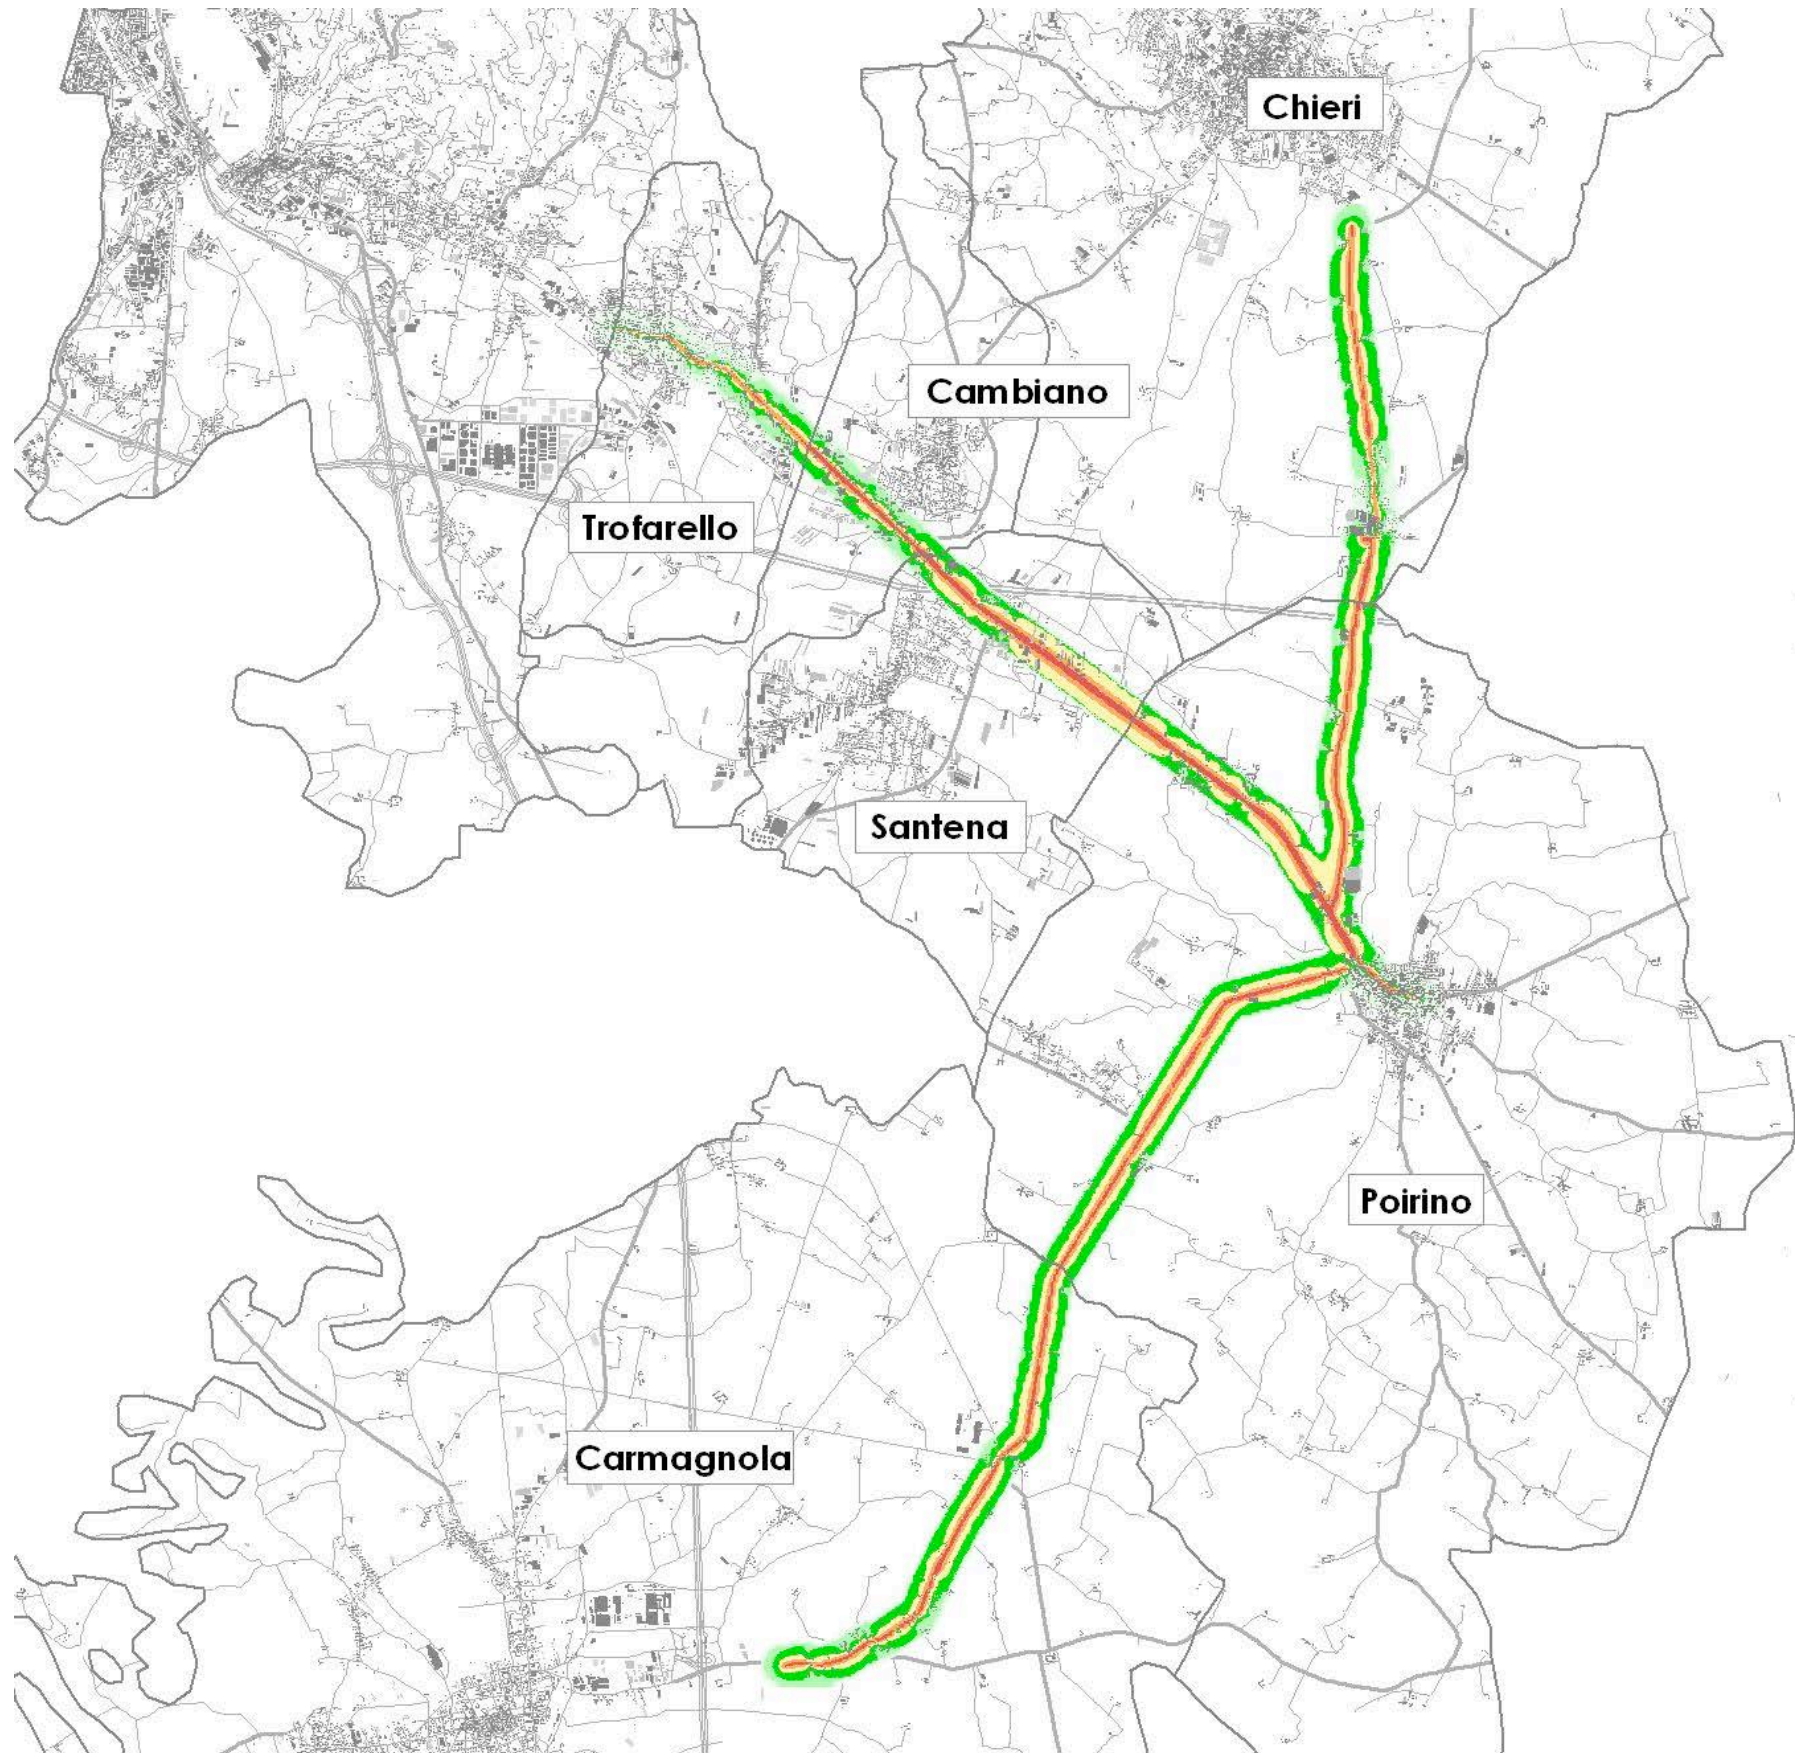 Chieri
Cambiano
Trofarello
Santena
Poirino
Carmagnola